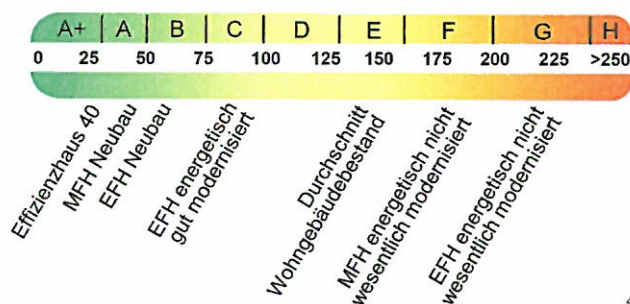 A+ A B C D E F G H
0 25 50 75 100 125 150 175 200 225 >250
Effizienzhaus 40
MFH Neubau
EFH Neubau
EFH energetisch
gut modernisiert
Durchschnitt
Wohngebäudebestand
MFH energetisch nicht
wesentlich modernisiert
EFH energetisch nicht
wesentlich modernisiert